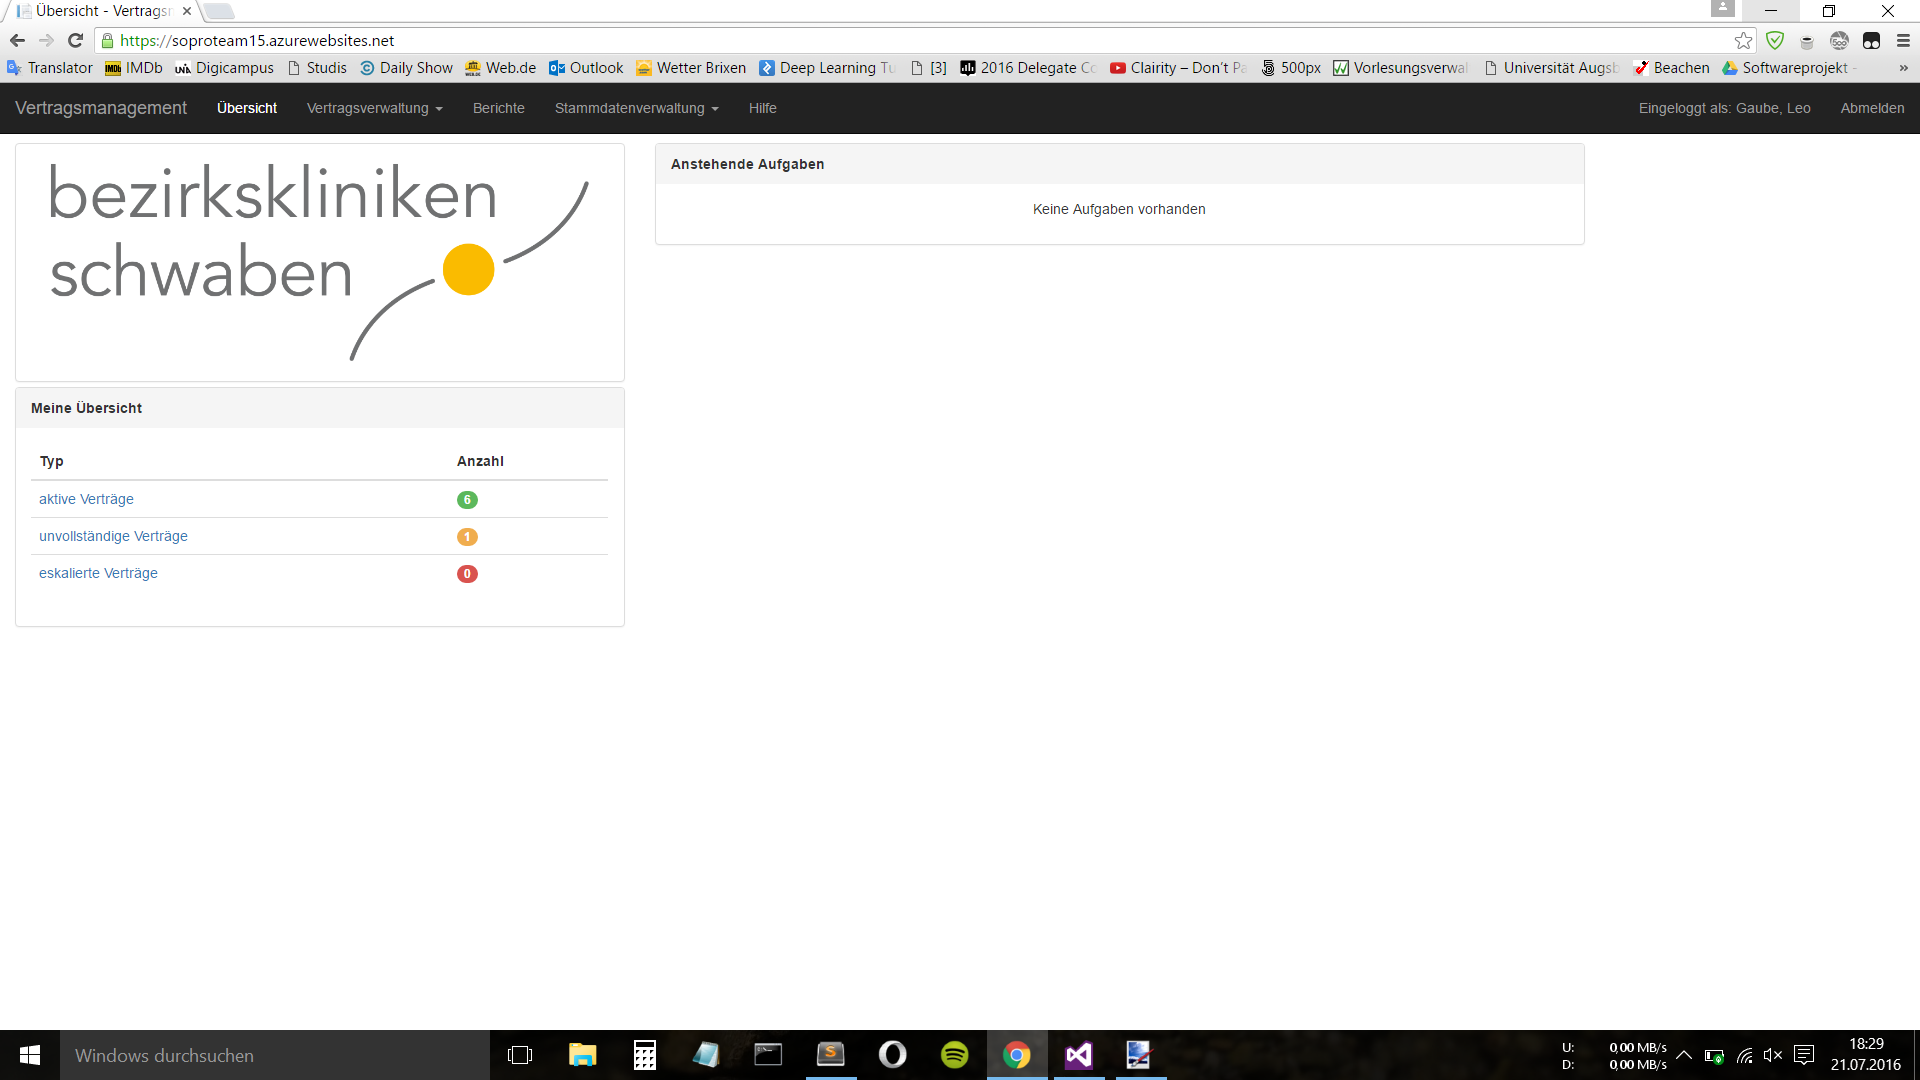 Übersicht - Vertragsr
https://soproteam15.azurewebsites.net
Translator IMDb Digicampus Studis Daily Show Web.de Outlook Wetter Brixen Deep Learning Tu [3] 2016 Delegate Co Clairity – Don't Pa 500px Vorlesungsverwal Universität Augsb Beachen Softwareprojekt - »
Vertragsmanagement Übersicht Vertragsverwaltung Berichte Stammdatenverwaltung Hilfe Eingeloggt als: Gaube, Leo Abmelden
bezirkskliniken
schwaben
Anstehende Aufgaben
Keine Aufgaben vorhanden
Meine Übersicht
Typ Anzahl
aktive Verträge 6
unvollständige Verträge 1
eskalierte Verträge 0
Windows durchsuchen
U: 0,00 MB/s
D: 0,00 MB/s
18:29
21.07.2016